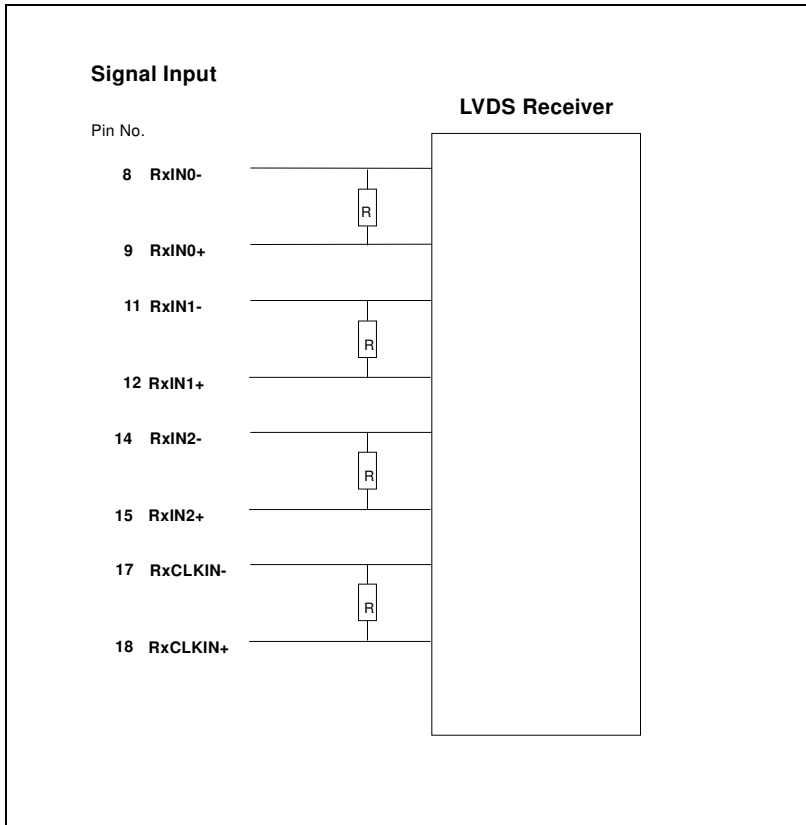 Signal Input
LVDS Receiver
Pin No.
8 RxIN0-
R
9 RxIN0+
11 RxIN1-
R
12 RxIN1+
14 RxIN2-
R
15 RxIN2+
17 RxCLKIN-
R
18 RxCLKIN+